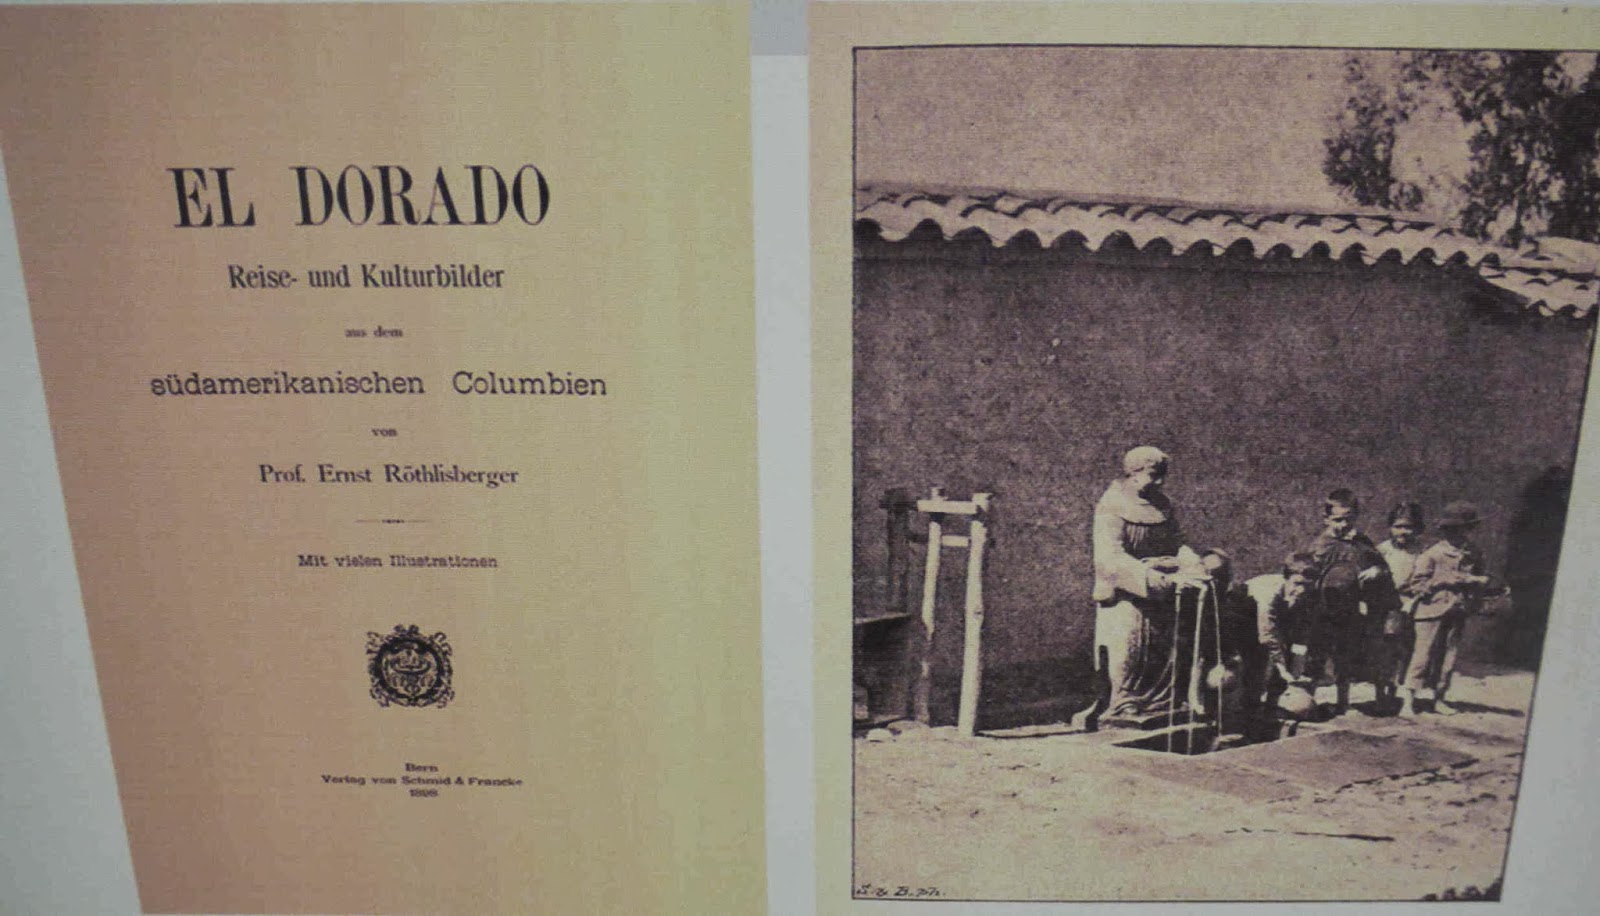 EL DORADO
Reise- und Kulturbilder
aus dem
südamerikanischen Columbien
von
Prof. Ernst Röthlisberger
Mit vielen Illustrationen
Bern
Verlag von Schmid & Francke
1898